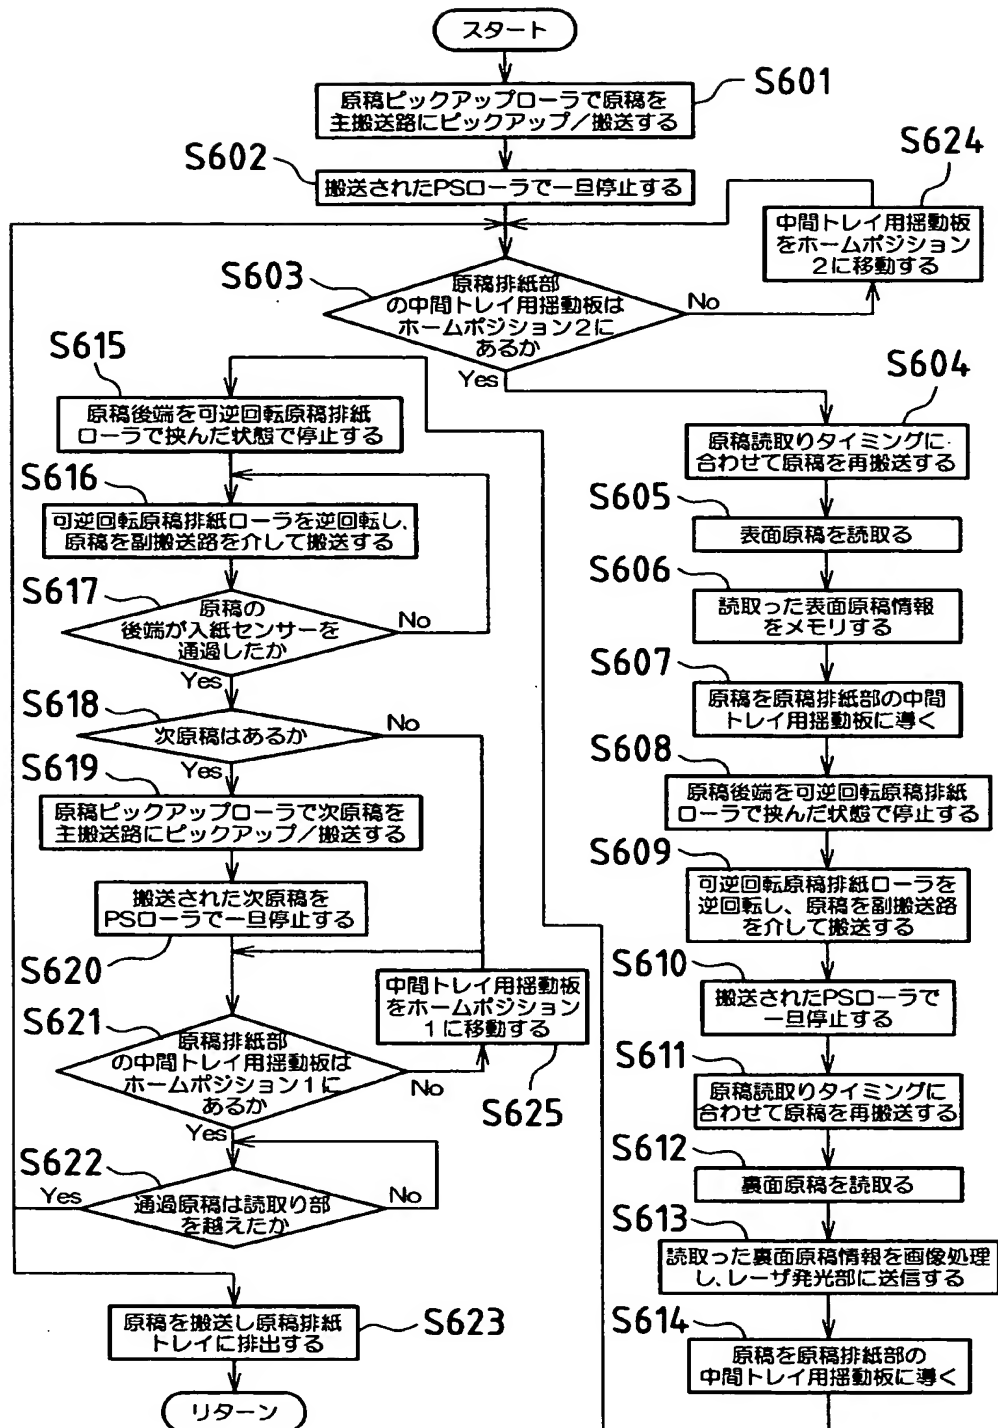 スタート
S601
原稿ピックアップローラで原稿を
主搬送路にピックアップ／搬送する
S602
搬送されたPSローラで一旦停止する
S624
中間トレイ用揺動板
をホームポジション
2に移動する
S603
原稿排紙部
の中間トレイ用揺動板は
ホームポジション2に
あるか
No
Yes
S604
原稿読取りタイミングに
合わせて原稿を再搬送する
S605
表面原稿を読取る
S606
読取った表面原稿情報
をメモリする
S607
原稿を原稿排紙部の中間
トレイ用揺動板に導く
S608
原稿後端を可逆回転原稿排紙
ローラで挟んだ状態で停止する
S609
可逆回転原稿排紙ローラを
逆回転し、原稿を副搬送路
を介して搬送する
S610
搬送されたPSローラで
一旦停止する
S611
原稿読取りタイミングに
合わせて原稿を再搬送する
S612
裏面原稿を読取る
S613
読取った裏面原稿情報を画像処理
し、レーザ発光部に送信する
S614
原稿を原稿排紙部の
中間トレイ用揺動板に導く
S615
原稿後端を可逆回転原稿排紙
ローラで挟んだ状態で停止する
S616
可逆回転原稿排紙ローラを逆回転し、
原稿を副搬送路を介して搬送する
S617
原稿の
後端が入紙センサーを
通過したか
No
Yes
S618
次原稿はあるか
No
Yes
S619
原稿ピックアップローラで次原稿を
主搬送路にピックアップ／搬送する
搬送された次原稿を
PSローラで一旦停止する
S620
中間トレイ用揺動板
をホームポジション
1に移動する
S625
S621
原稿排紙部
の中間トレイ用揺動板は
ホームポジション1に
あるか
No
Yes
S622
通過原稿は読取り部
を越えたか
Yes
No
原稿を搬送し原稿排紙
トレイに排出する
S623
リターン